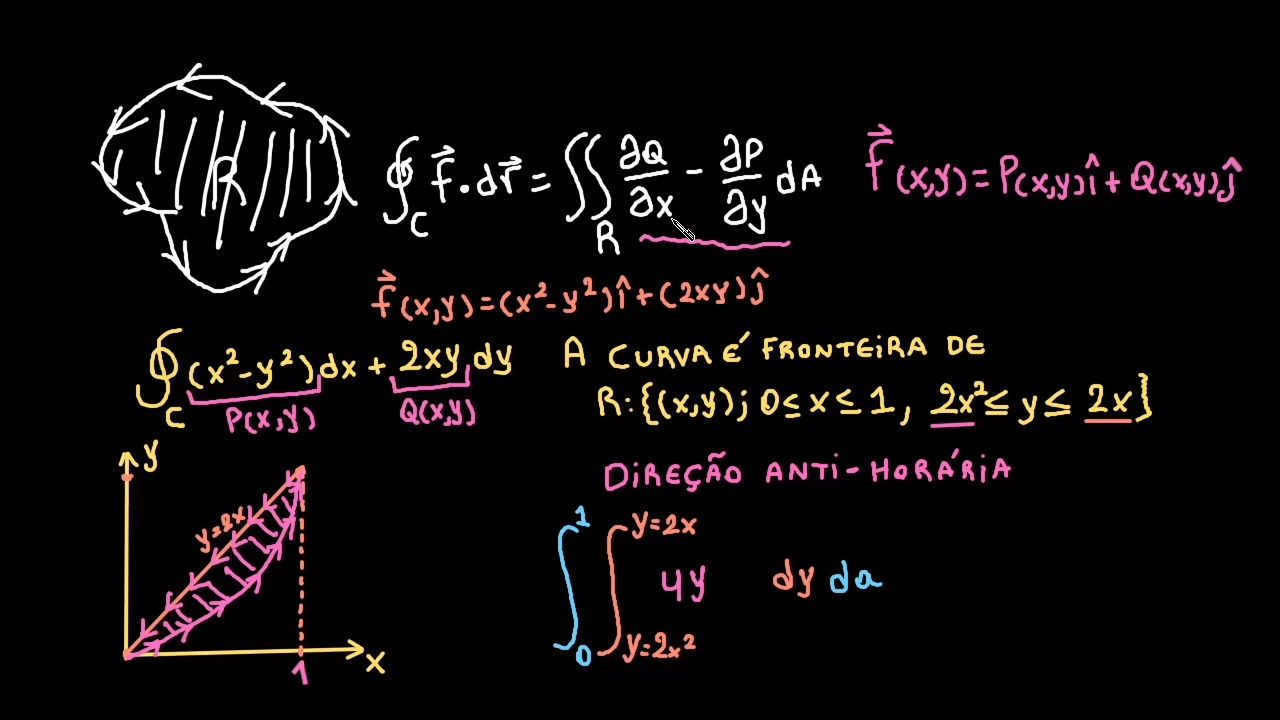 R
∮_C f⃗·dr⃗ = ∬_R ∂Q/∂x - ∂P/∂y dA
f⃗(x,y) = P(x,y)î + Q(x,y)ĵ
f⃗(x,y) = (x²-y²)î + (2xy)ĵ
∮_C (x²-y²)dx + 2xy dy
P(x,y) Q(x,y)
A CURVA É FRONTEIRA DE
R: {(x,y); 0 ≤ x ≤ 1, 2x² ≤ y ≤ 2x}
DIREÇÃO ANTI-HORÁRIA
y
y=2x
x
1
∫_0^1 ∫_{y=2x²}^{y=2x} 4y dy da